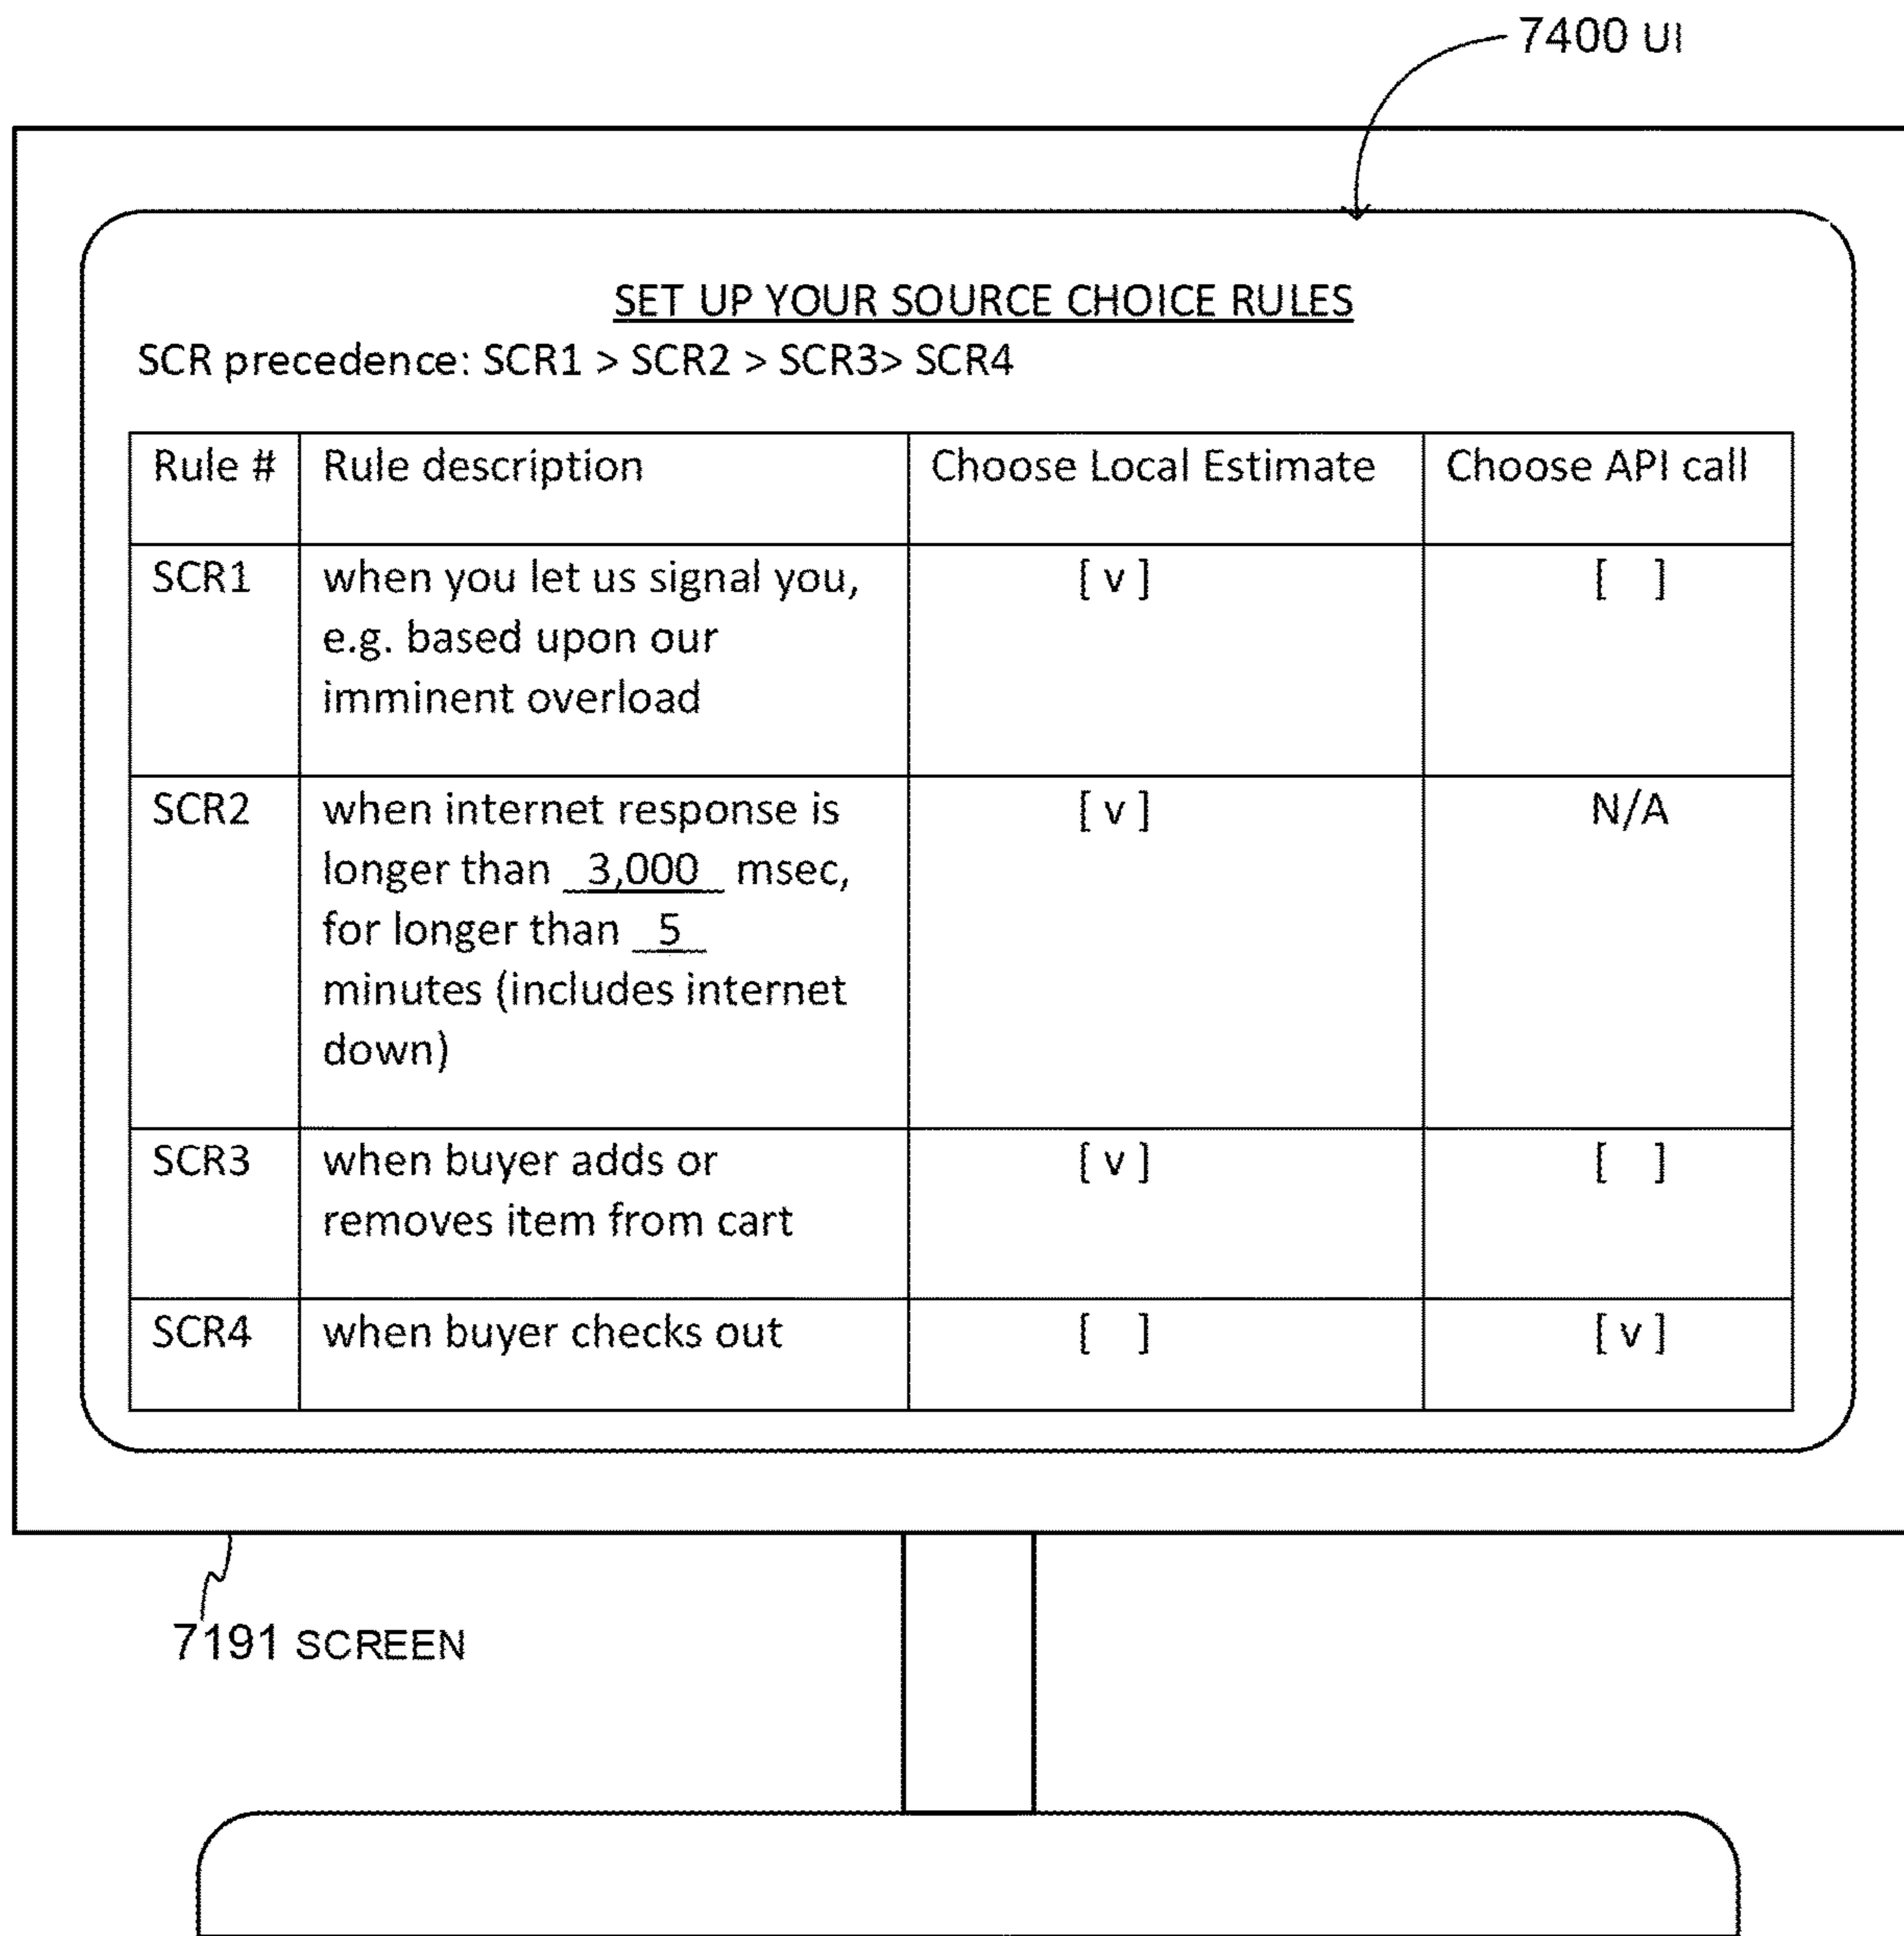 7400 UI
SET UP YOUR SOURCE CHOICE RULES
SCR precedence: SCR1 > SCR2 > SCR3> SCR4
Rule # Rule description Choose Local Estimate Choose API call
SCR1 when you let us signal you, [ v ] [ ]
e.g. based upon our
imminent overload
SCR2 when internet response is [ v ] N/A
longer than 3,000 msec,
for longer than 5
minutes (includes internet
down)
SCR3 when buyer adds or [ v ] [ ]
removes item from cart
SCR4 when buyer checks out [ ] [ v ]
7191 SCREEN